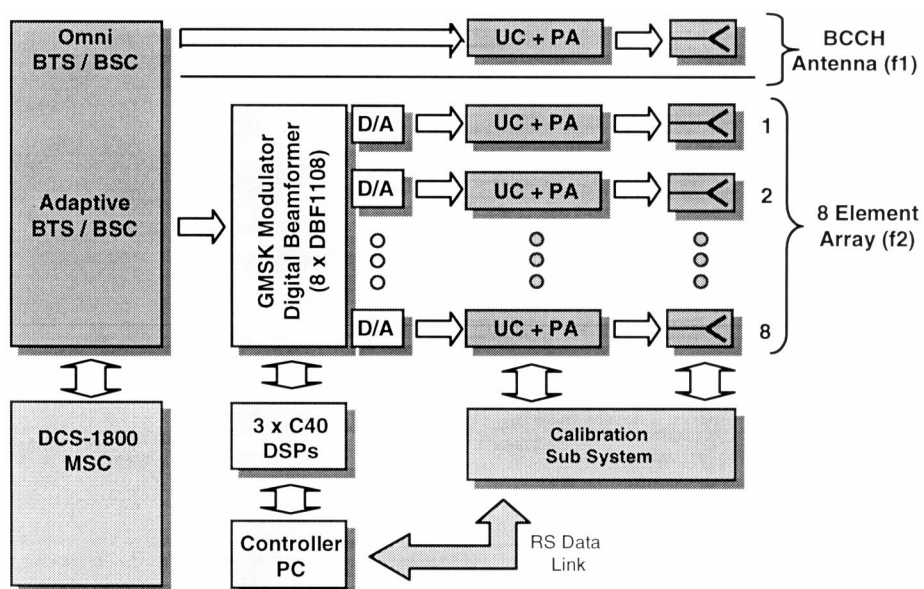 Omni
BTS / BSC
UC + PA
BCCH
Antenna (f1)
Adaptive
BTS / BSC
GMSK Modulator
Digital Beamformer
(8 x DBF1108)
D/A
UC + PA
1
D/A
UC + PA
2
D/A
UC + PA
8
8 Element
Array (f2)
DCS-1800
MSC
3 x C40
DSPs
Calibration
Sub System
Controller
PC
RS Data
Link